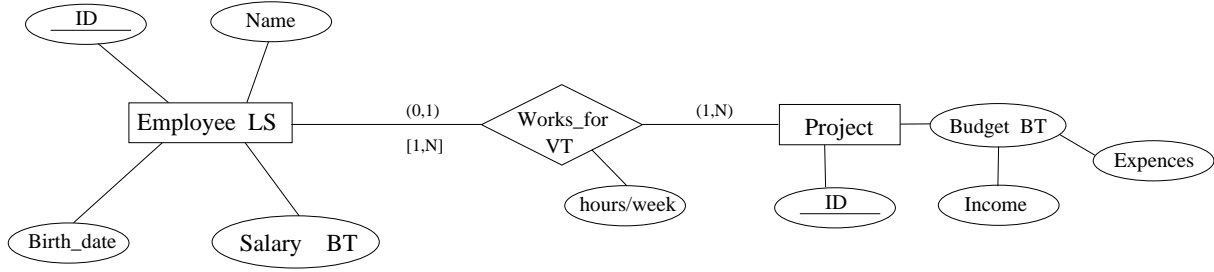 ID
Name
Employee LS
(0,1)
[1,N]
Works_for
VT
(1,N)
Project
Budget BT
Expences
hours/week
ID
Income
Birth_date
Salary BT